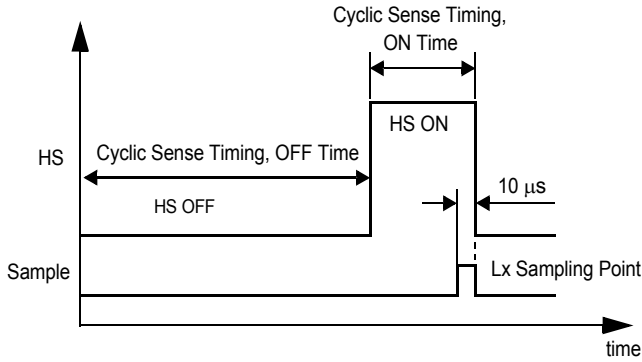 Cyclic Sense Timing,
ON Time
HS ON
HS
Cyclic Sense Timing, OFF Time
10 μs
HS OFF
Sample
Lx Sampling Point
time